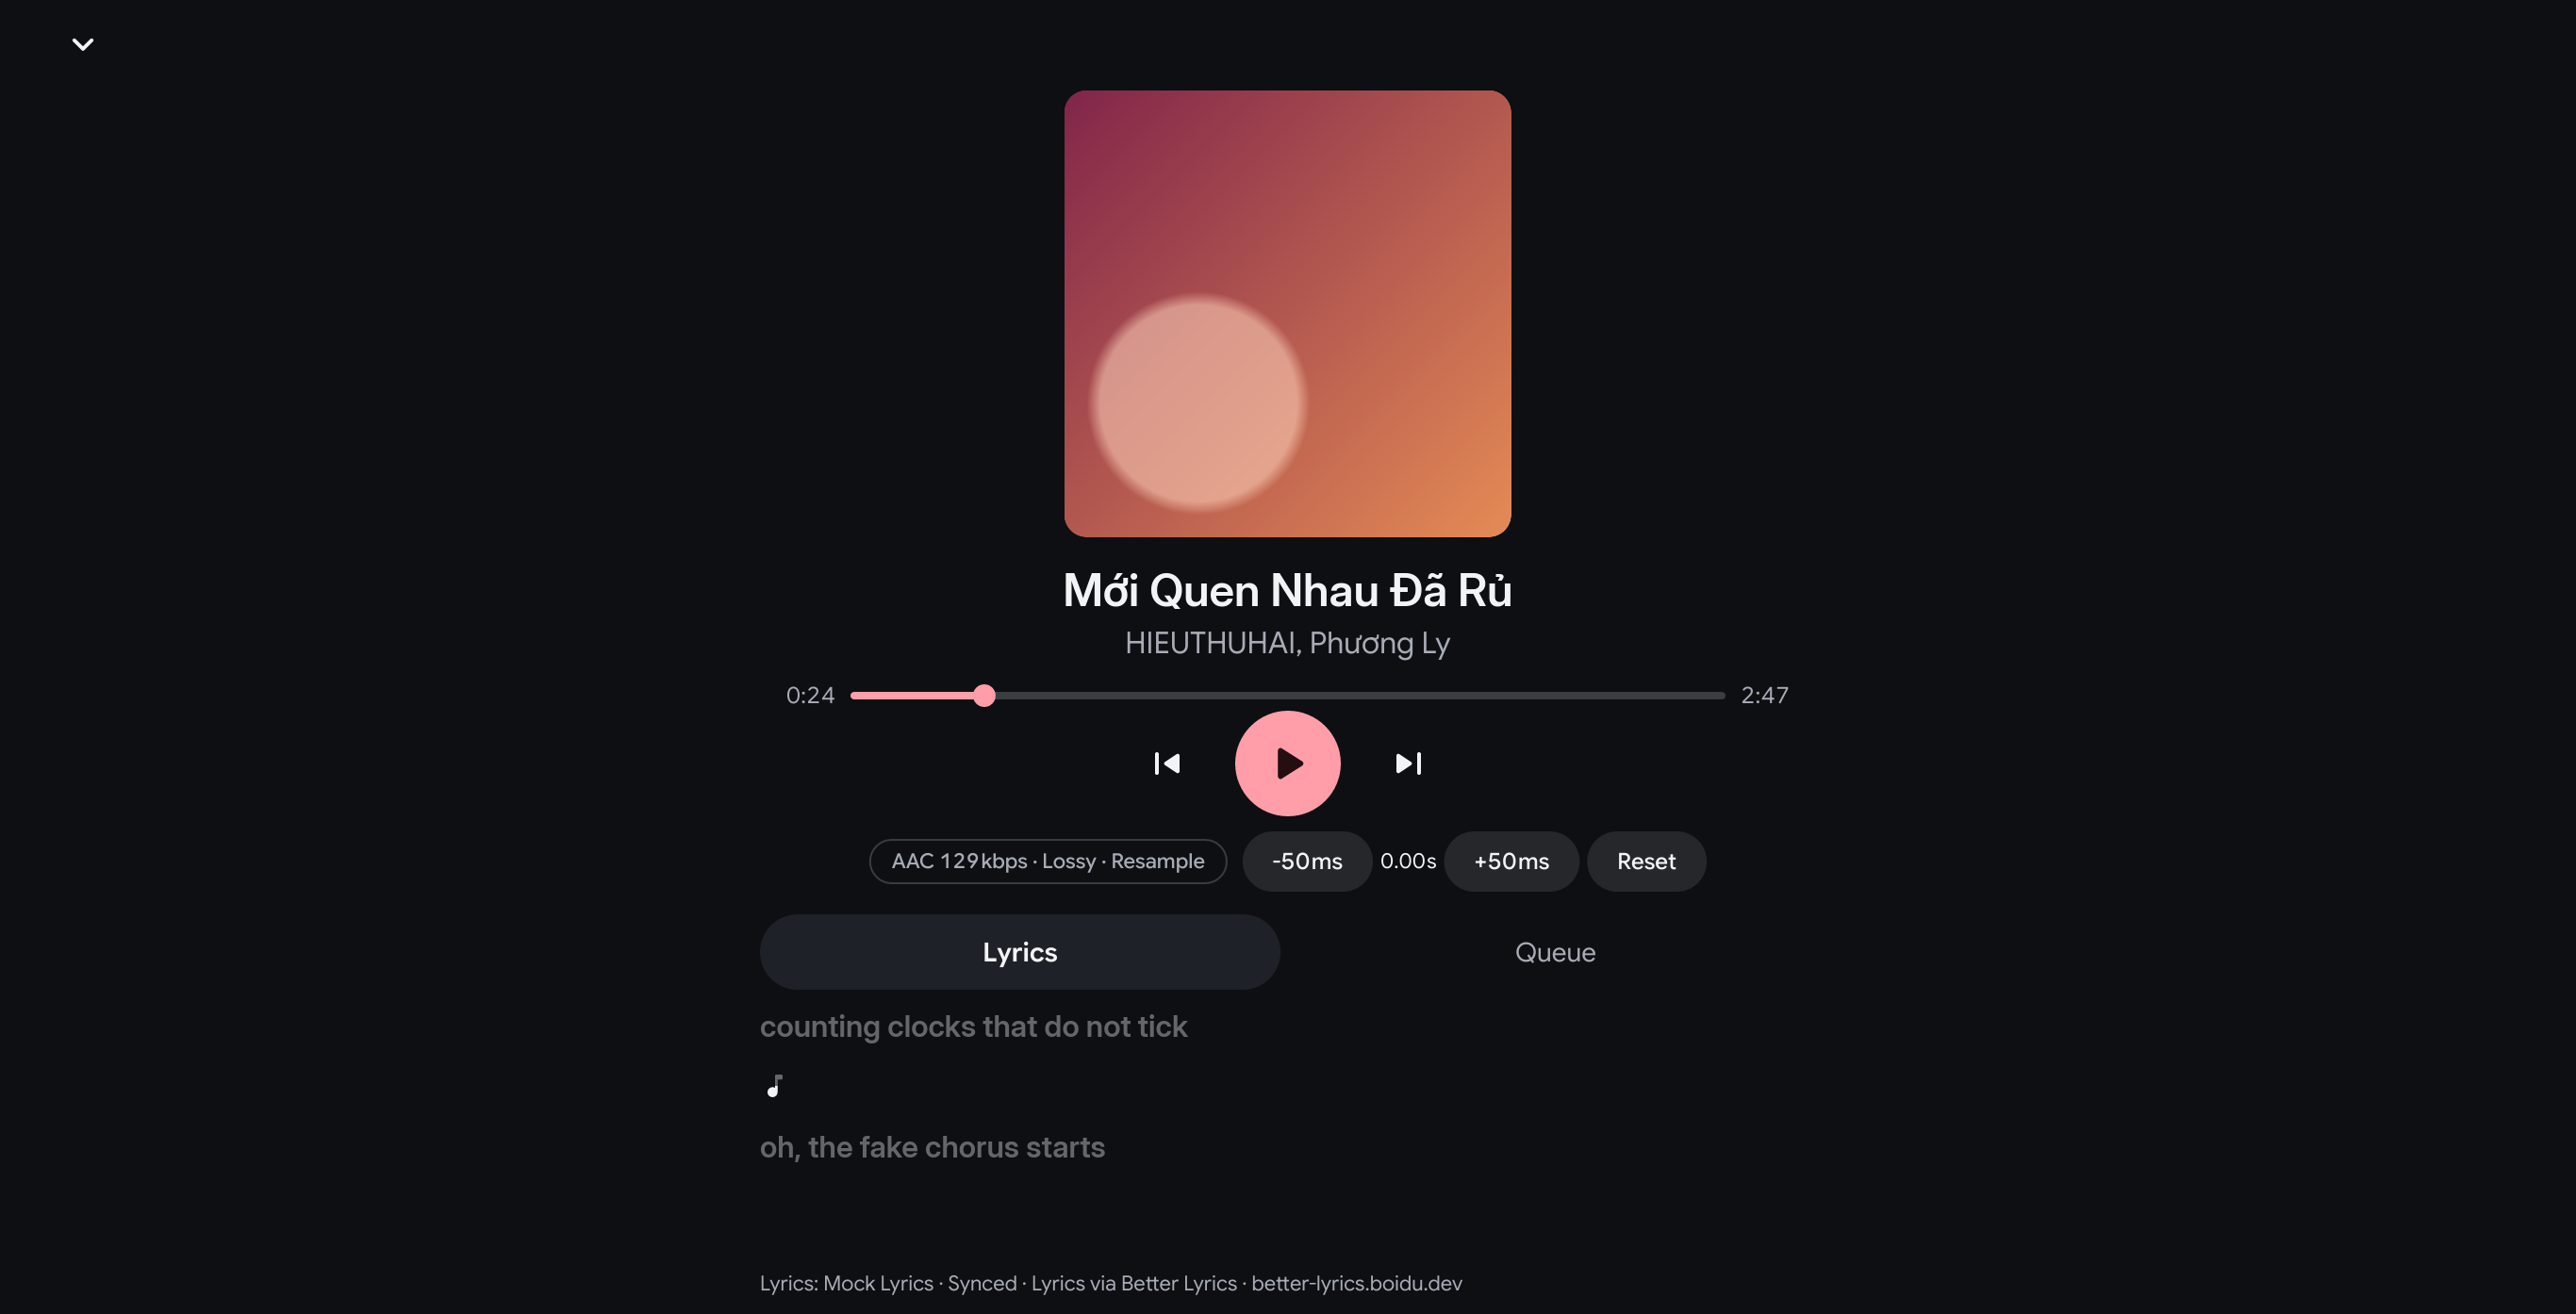 Mới Quen Nhau Đã Rủ
HIEUTHUHAI, Phương Ly
0:24 2:47
AAC 129kbps · Lossy · Resample -50ms 0.00s +50ms Reset
Lyrics Queue
counting clocks that do not tick
oh, the fake chorus starts
Lyrics: Mock Lyrics · Synced · Lyrics via Better Lyrics · better-lyrics.boidu.dev